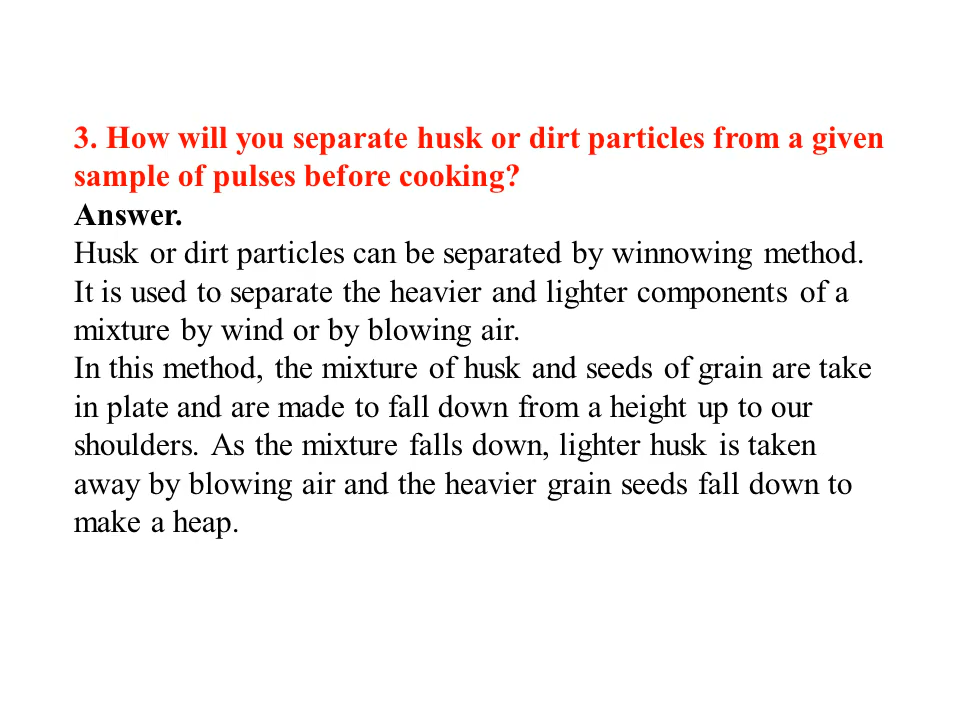 3. How will you separate husk or dirt particles from a given
sample of pulses before cooking?
Answer.
Husk or dirt particles can be separated by winnowing method.
It is used to separate the heavier and lighter components of a
mixture by wind or by blowing air.
In this method, the mixture of husk and seeds of grain are take
in plate and are made to fall down from a height up to our
shoulders. As the mixture falls down, lighter husk is taken
away by blowing air and the heavier grain seeds fall down to
make a heap.